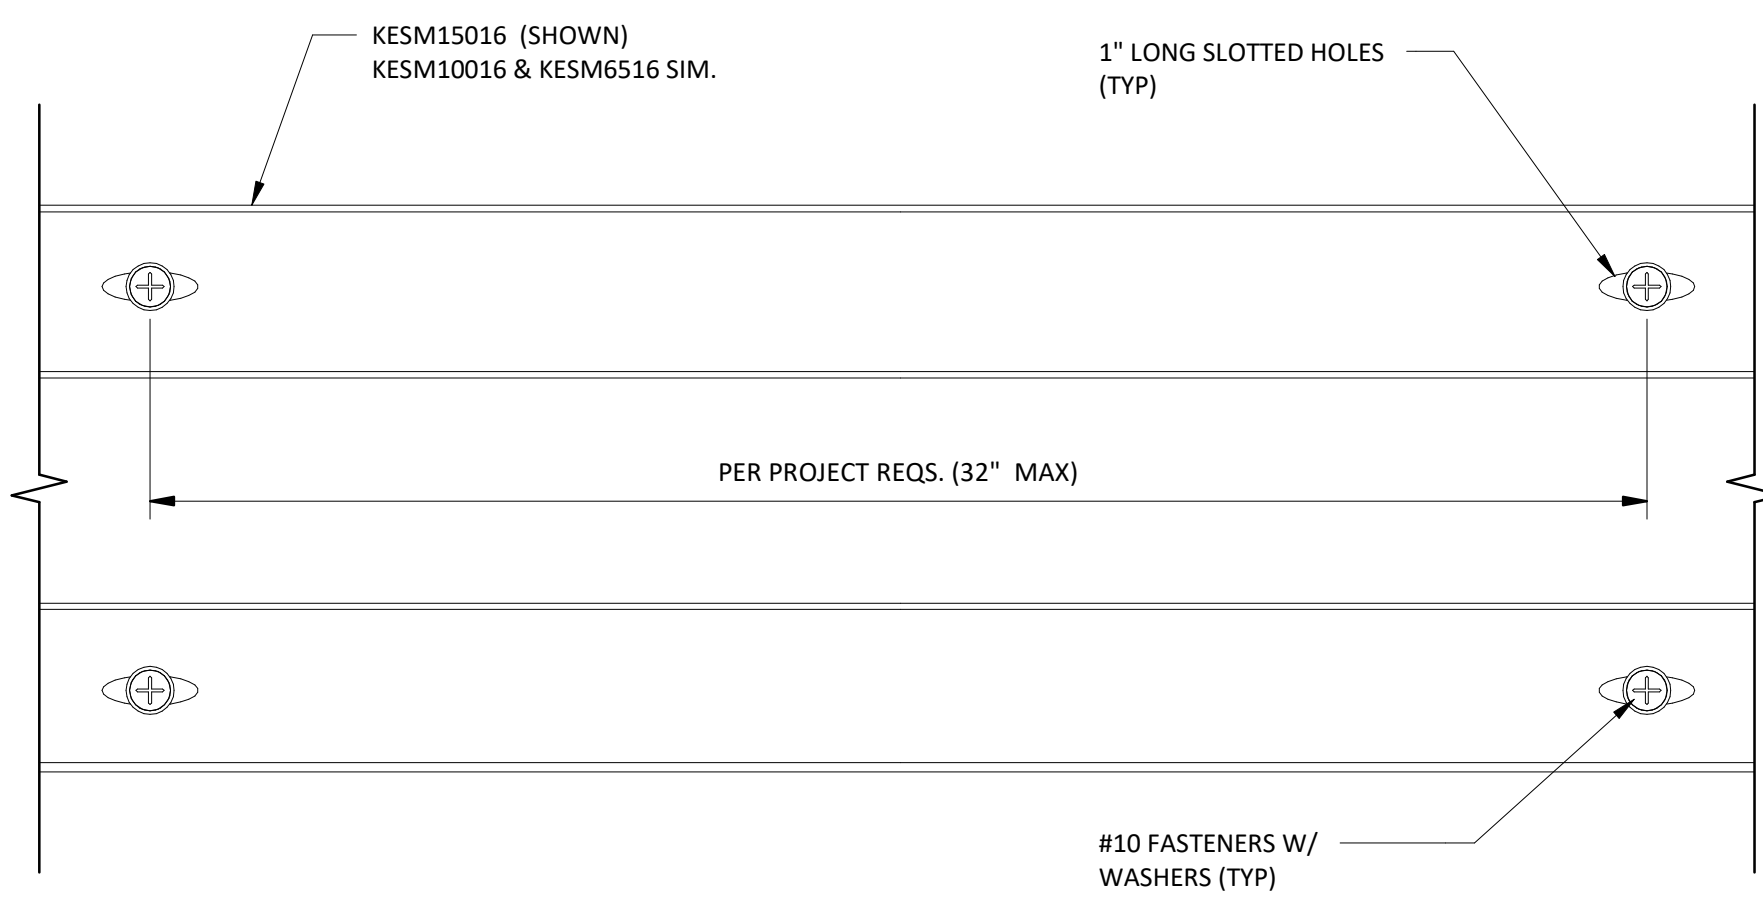 KESM15016 (SHOWN)
KESM10016 & KESM6516 SIM.
1" LONG SLOTTED HOLES
(TYP)
PER PROJECT REQS. (32" MAX)
#10 FASTENERS W/
WASHERS (TYP)